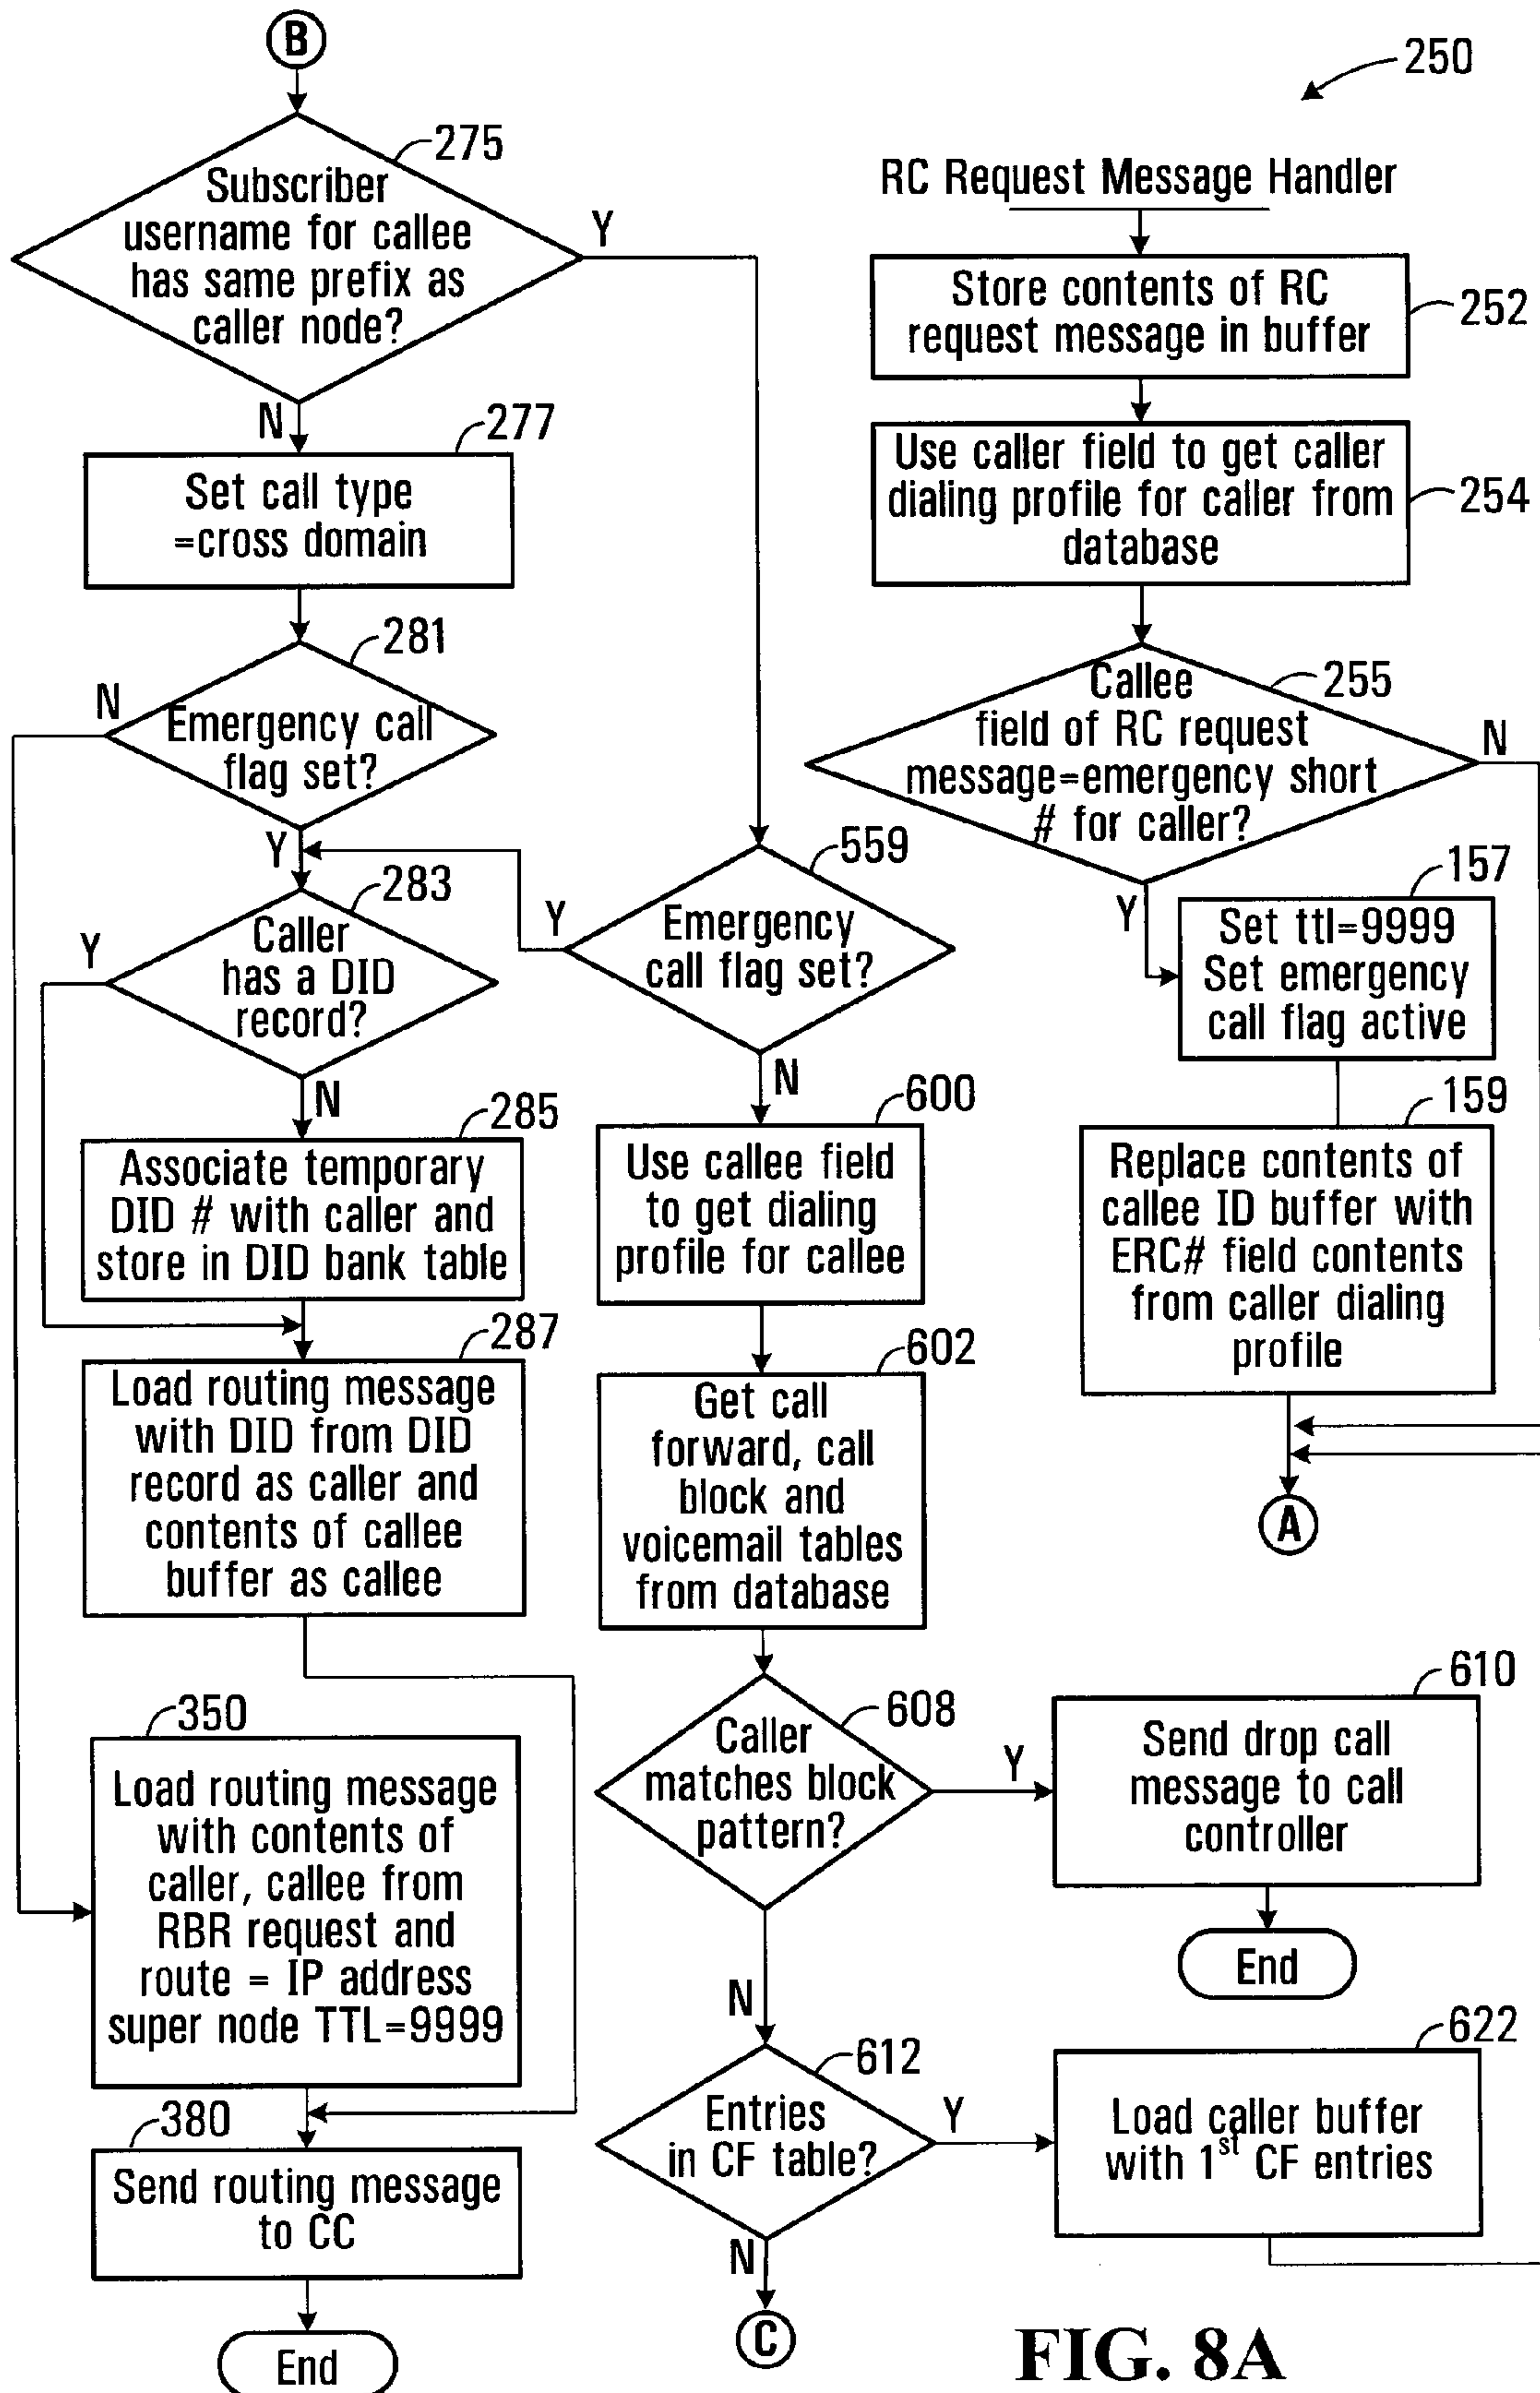 B
250
275
Subscriber
username for callee
has same prefix as
caller node?
Y
N
277
Set call type
=cross domain
281
N
Emergency call
flag set?
Y
283
Y
Caller
has a DID
record?
N
285
Associate temporary
DID # with caller and
store in DID bank table
287
Load routing message
with DID from DID
record as caller and
contents of callee
buffer as callee
350
Load routing message
with contents of
caller, callee from
RBR request and
route = IP address
super node TTL=9999
380
Send routing message
to CC
End
559
Y
Emergency
call flag set?
N
600
Use callee field
to get dialing
profile for callee
602
Get call
forward, call
block and
voicemail tables
from database
608
Caller
matches block
pattern?
Y
N
610
Send drop call
message to call
controller
End
612
Entries
in CF table?
Y
N
C
622
Load caller buffer
with 1st CF entries
RC Request Message Handler
Store contents of RC
request message in buffer
252
Use caller field to get caller
dialing profile for caller from
database
254
255
Callee
field of RC request
message=emergency short
# for caller?
N
Y
157
Set ttl=9999
Set emergency
call flag active
159
Replace contents of
callee ID buffer with
ERC# field contents
from caller dialing
profile
A
FIG. 8A